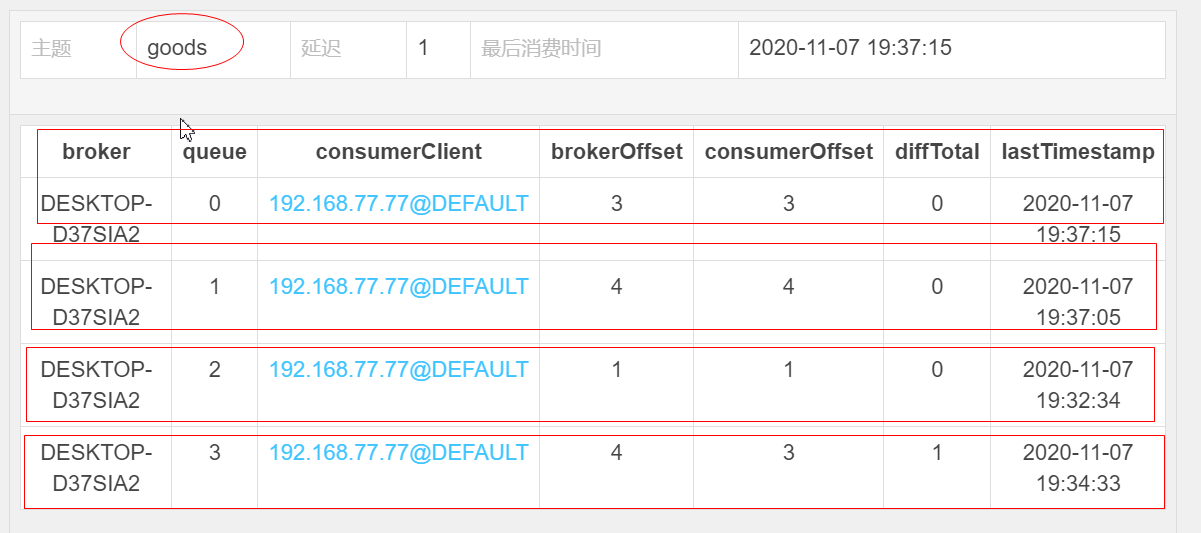 主题 goods 延迟 1 最后消费时间 2020-11-07 19:37:15
broker queue consumerClient brokerOffset consumerOffset diffTotal lastTimestamp
DESKTOP- 0 192.168.77.77@DEFAULT 3 3 0 2020-11-07
D37SIA2 19:37:15
DESKTOP- 1 192.168.77.77@DEFAULT 4 4 0 2020-11-07
D37SIA2 19:37:05
DESKTOP- 2 192.168.77.77@DEFAULT 1 1 0 2020-11-07
D37SIA2 19:32:34
DESKTOP- 3 192.168.77.77@DEFAULT 4 3 1 2020-11-07
D37SIA2 19:34:33